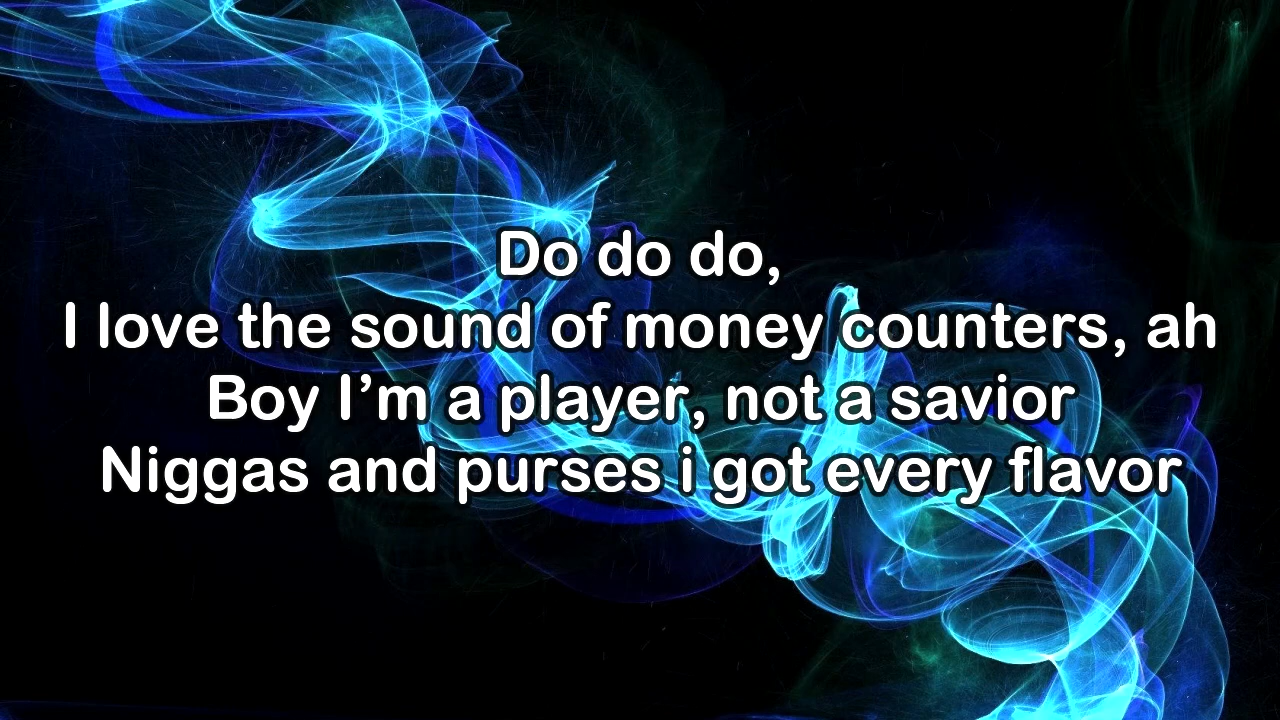 Do do do,
I love the sound of money counters, ah
Boy I’m a player, not a savior
Niggas and purses i got every flavor